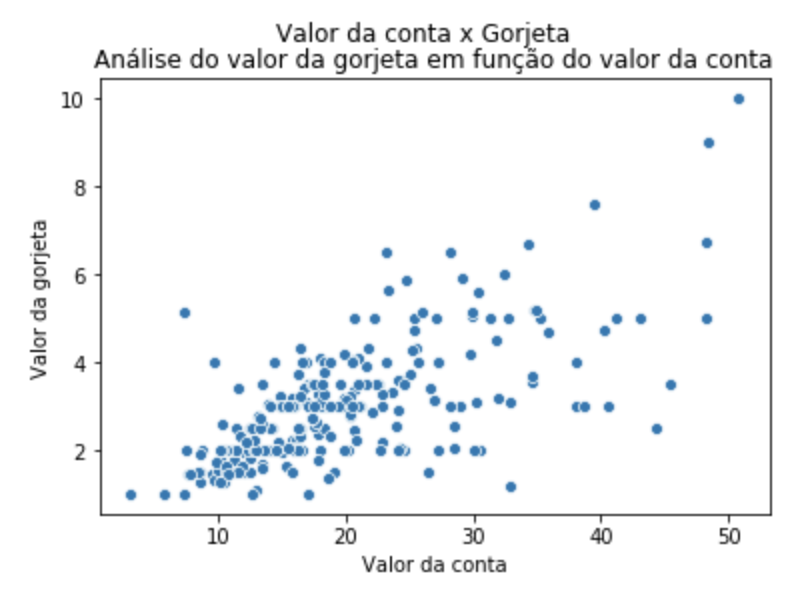 Valor da conta x Gorjeta
Análise do valor da gorjeta em função do valor da conta
10
8
6
4
2
Valor da gorjeta
10 20 30 40 50
Valor da conta